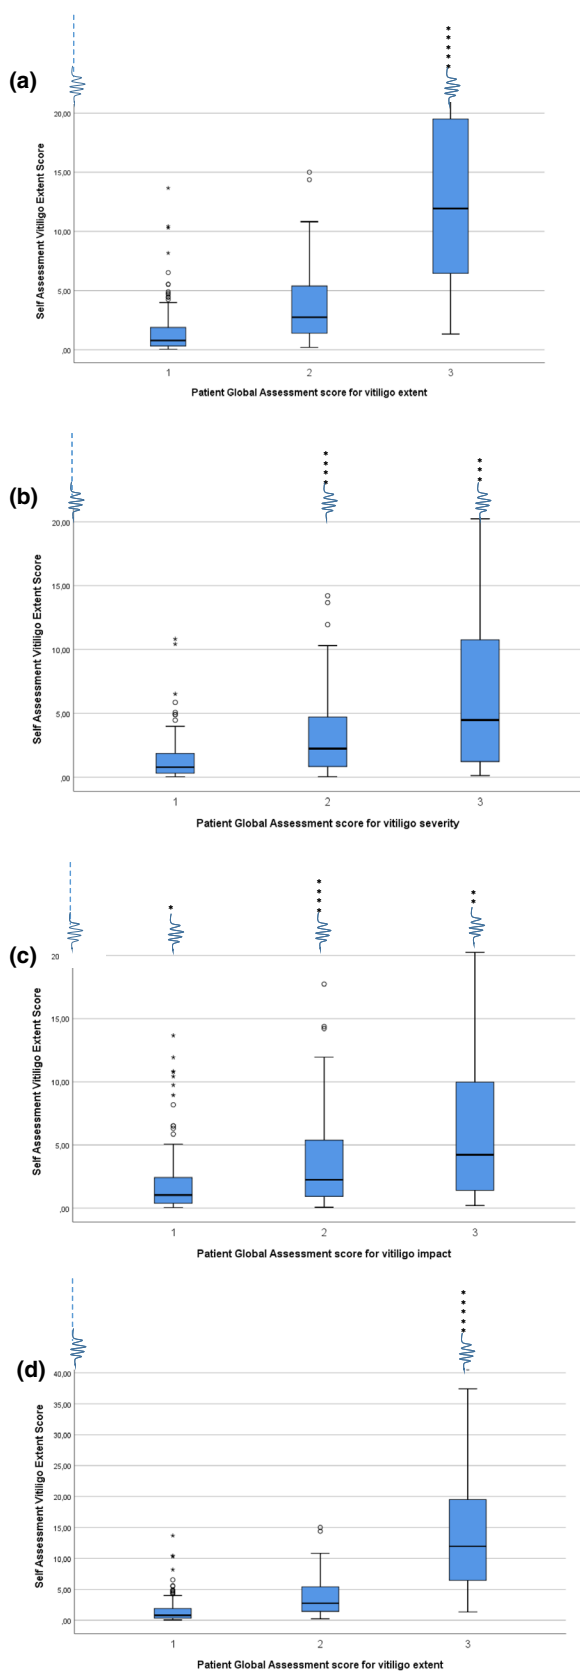 (a)
Self Assessment Vitiligo Extent Score
20,00
15,00
10,00
5,00
,00
1 2 3
Patient Global Assessment score for vitiligo extent
(b)
Self Assessment Vitiligo Extent Score
20,00
15,00
10,00
5,00
,00
1 2 3
Patient Global Assessment score for vitiligo severity
(c)
Self Assessment Vitiligo Extent Score
20
15,00
10,00
5,00
,00
1 2 3
Patient Global Assessment score for vitiligo impact
(d)
Self Assessment Vitiligo Extent Score
40,00
35,00
30,00
25,00
20,00
15,00
10,00
5,00
,00
1 2 3
Patient Global Assessment score for vitiligo extent